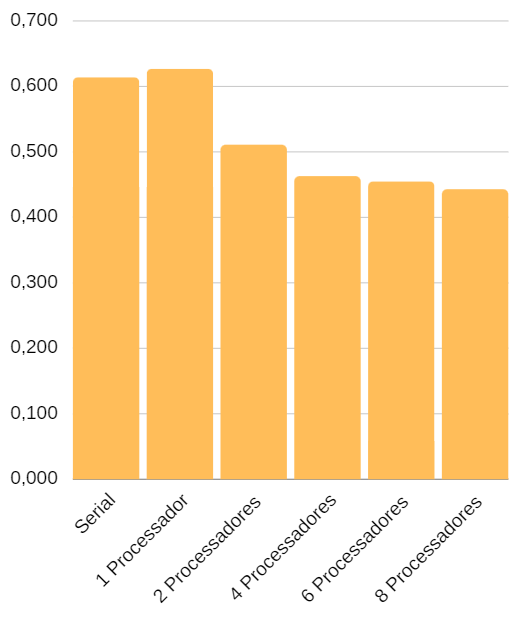 0,700
0,600
0,500
0,400
0,300
0,200
0,100
0,000
Serial
1 Processador
2 Processadores
4 Processadores
6 Processadores
8 Processadores